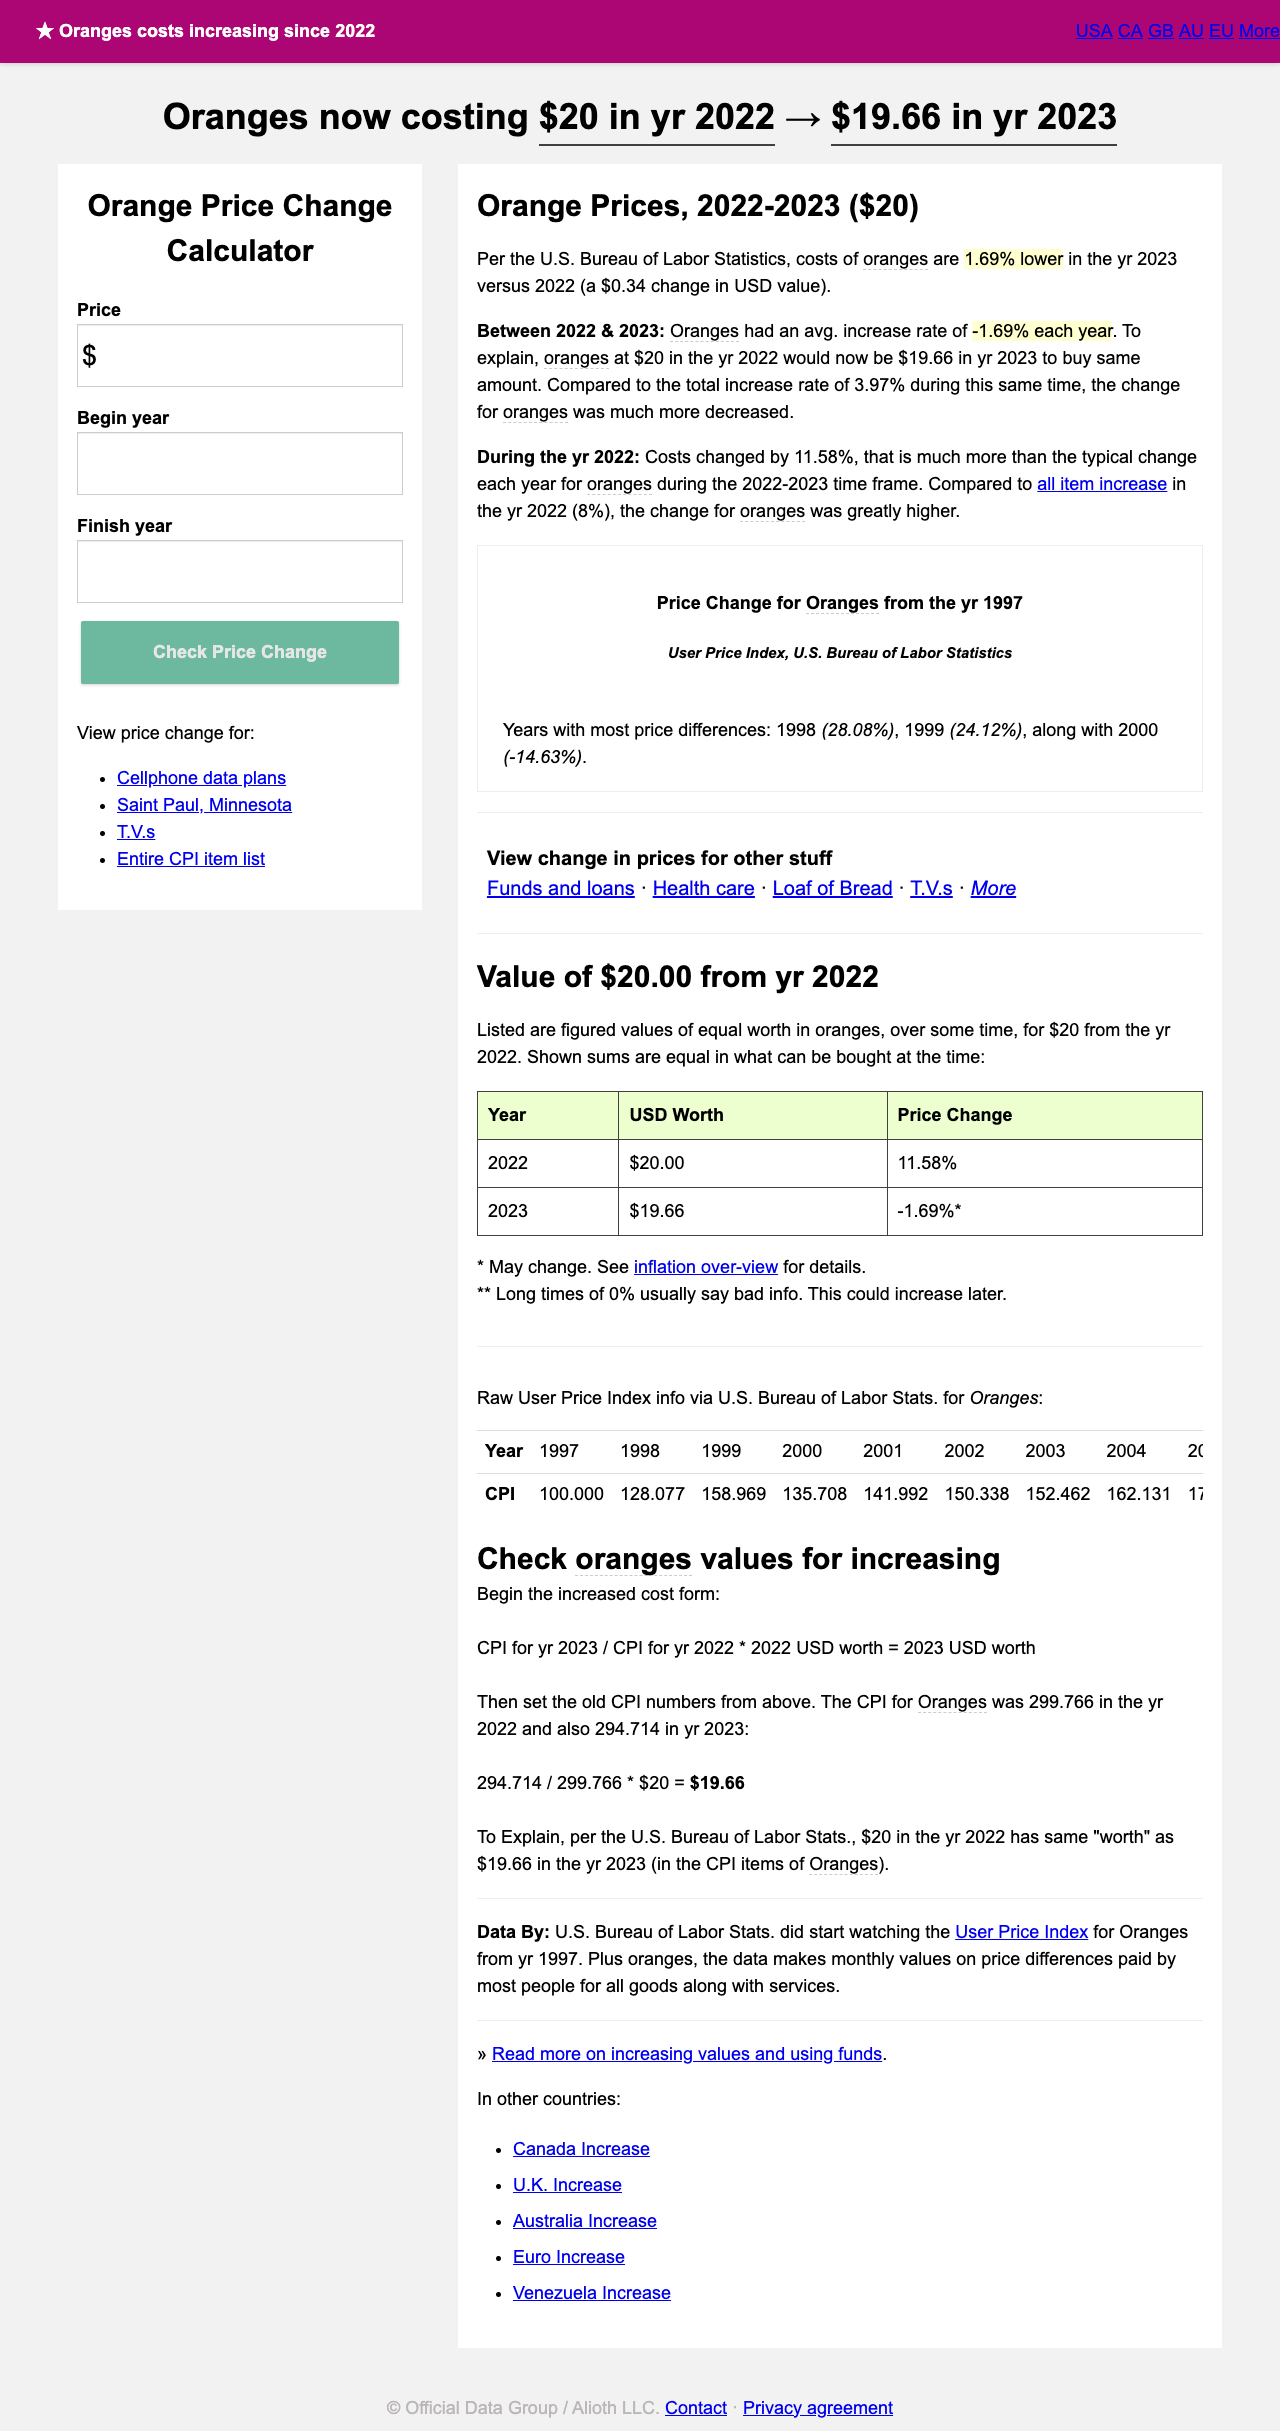 ★ Oranges costs increasing since 2022
USA CA GB AU EU More
Oranges now costing $20 in yr 2022 → $19.66 in yr 2023
Orange Price Change
Calculator
Price
$
Begin year
Finish year
Check Price Change
View price change for:
• Cellphone data plans
• Saint Paul, Minnesota
• T.V.s
• Entire CPI item list
Orange Prices, 2022-2023 ($20)
Per the U.S. Bureau of Labor Statistics, costs of oranges are 1.69% lower in the yr 2023
versus 2022 (a $0.34 change in USD value).
Between 2022 & 2023: Oranges had an avg. increase rate of -1.69% each year. To
explain, oranges at $20 in the yr 2022 would now be $19.66 in yr 2023 to buy same
amount. Compared to the total increase rate of 3.97% during this same time, the change
for oranges was much more decreased.
During the yr 2022: Costs changed by 11.58%, that is much more than the typical change
each year for oranges during the 2022-2023 time frame. Compared to all item increase in
the yr 2022 (8%), the change for oranges was greatly higher.
Price Change for Oranges from the yr 1997
User Price Index, U.S. Bureau of Labor Statistics
Years with most price differences: 1998 (28.08%), 1999 (24.12%), along with 2000
(-14.63%).
View change in prices for other stuff
Funds and loans · Health care · Loaf of Bread · T.V.s · More
Value of $20.00 from yr 2022
Listed are figured values of equal worth in oranges, over some time, for $20 from the yr
2022. Shown sums are equal in what can be bought at the time:
Year USD Worth Price Change
2022 $20.00 11.58%
2023 $19.66 -1.69%*
* May change. See inflation over-view for details.
** Long times of 0% usually say bad info. This could increase later.
Raw User Price Index info via U.S. Bureau of Labor Stats. for Oranges:
Year 1997 1998 1999 2000 2001 2002 2003 2004 20
CPI 100.000 128.077 158.969 135.708 141.992 150.338 152.462 162.131 17
Check oranges values for increasing
Begin the increased cost form:
CPI for yr 2023 / CPI for yr 2022 * 2022 USD worth = 2023 USD worth
Then set the old CPI numbers from above. The CPI for Oranges was 299.766 in the yr
2022 and also 294.714 in yr 2023:
294.714 / 299.766 * $20 = $19.66
To Explain, per the U.S. Bureau of Labor Stats., $20 in the yr 2022 has same "worth" as
$19.66 in the yr 2023 (in the CPI items of Oranges).
Data By: U.S. Bureau of Labor Stats. did start watching the User Price Index for Oranges
from yr 1997. Plus oranges, the data makes monthly values on price differences paid by
most people for all goods along with services.
» Read more on increasing values and using funds.
In other countries:
• Canada Increase
• U.K. Increase
• Australia Increase
• Euro Increase
• Venezuela Increase
© Official Data Group / Alioth LLC. Contact · Privacy agreement